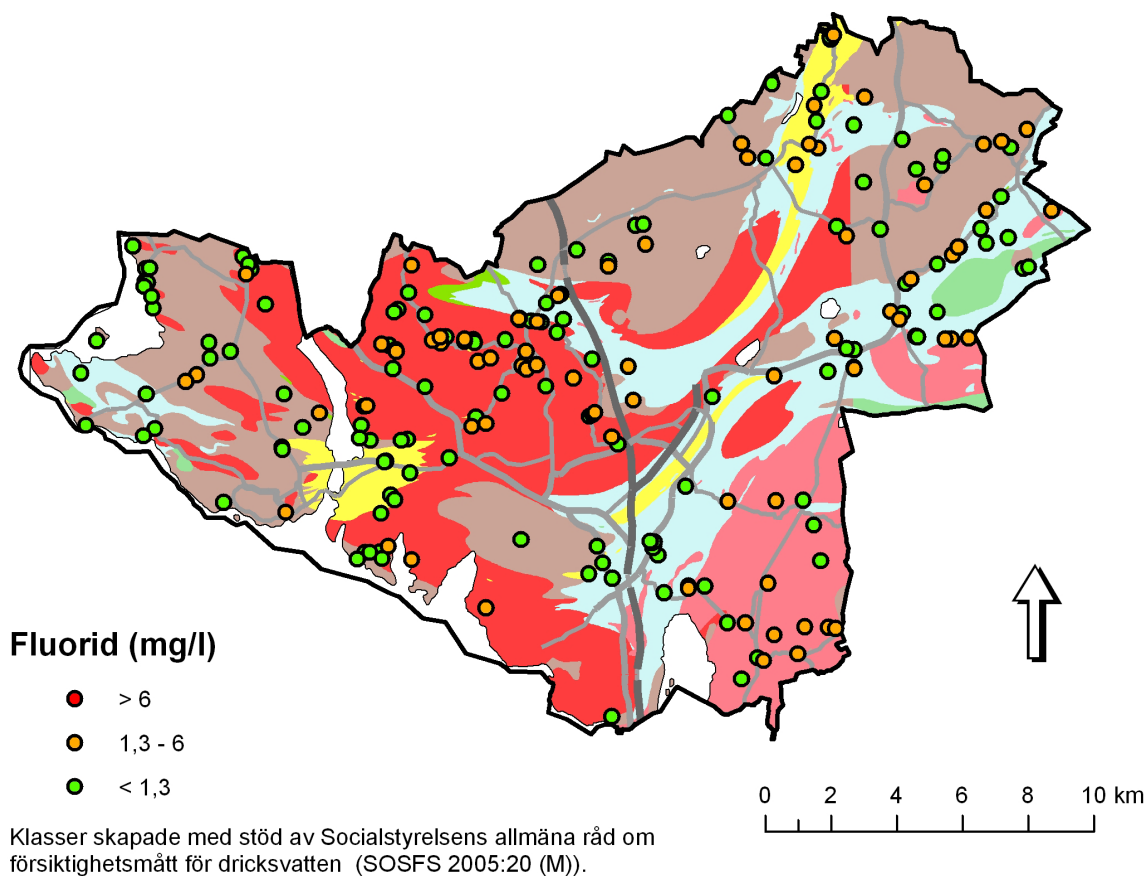 Fluorid (mg/l)
> 6
1,3 - 6
< 1,3
0 2 4 6 8 10 km
Klasser skapade med stöd av Socialstyrelsens allmäna råd om
försiktighetsmått för dricksvatten (SOSFS 2005:20 (M)).